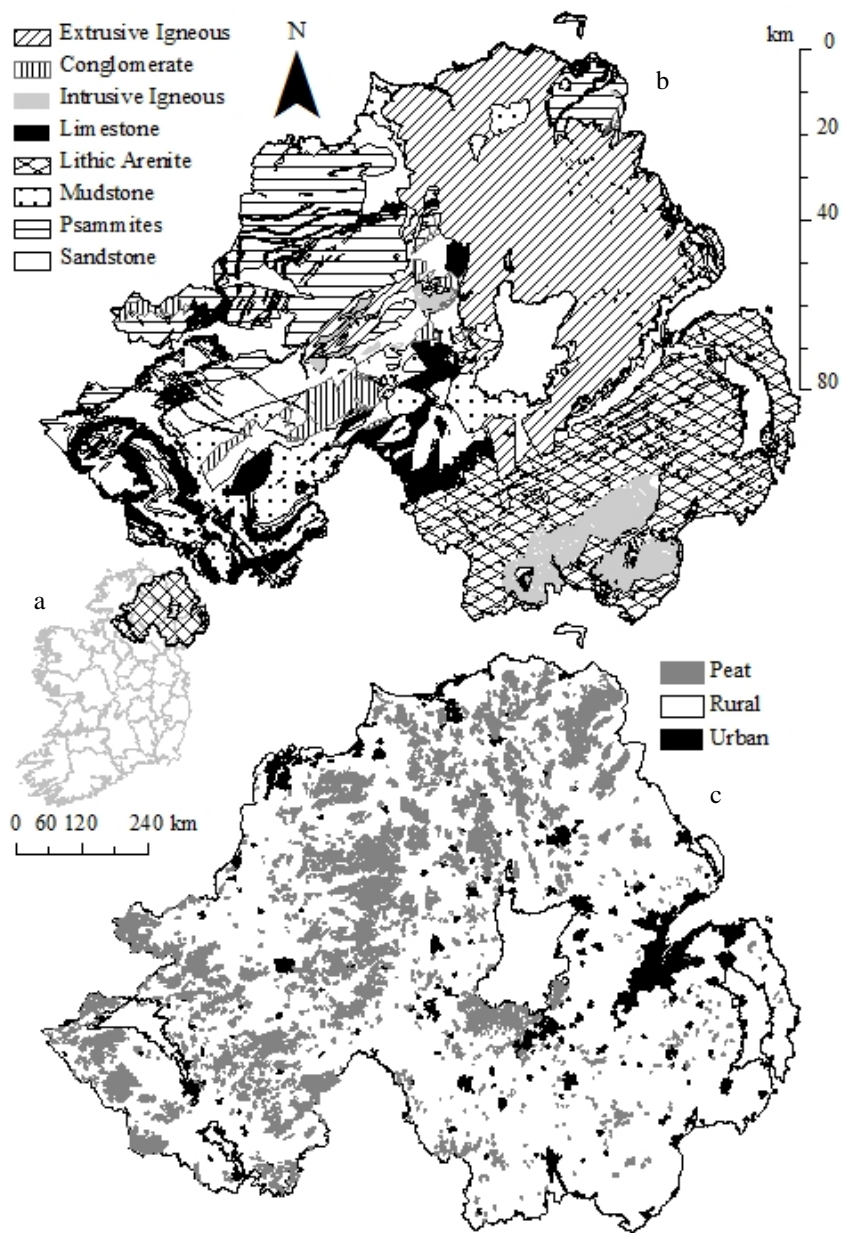 Extrusive Igneous
Conglomerate
Intrusive Igneous
Limestone
Lithic Arenite
Mudstone
Psammites
Sandstone
N
km
0
20
40
80
b
a
0 60 120 240 km
Peat
Rural
Urban
c